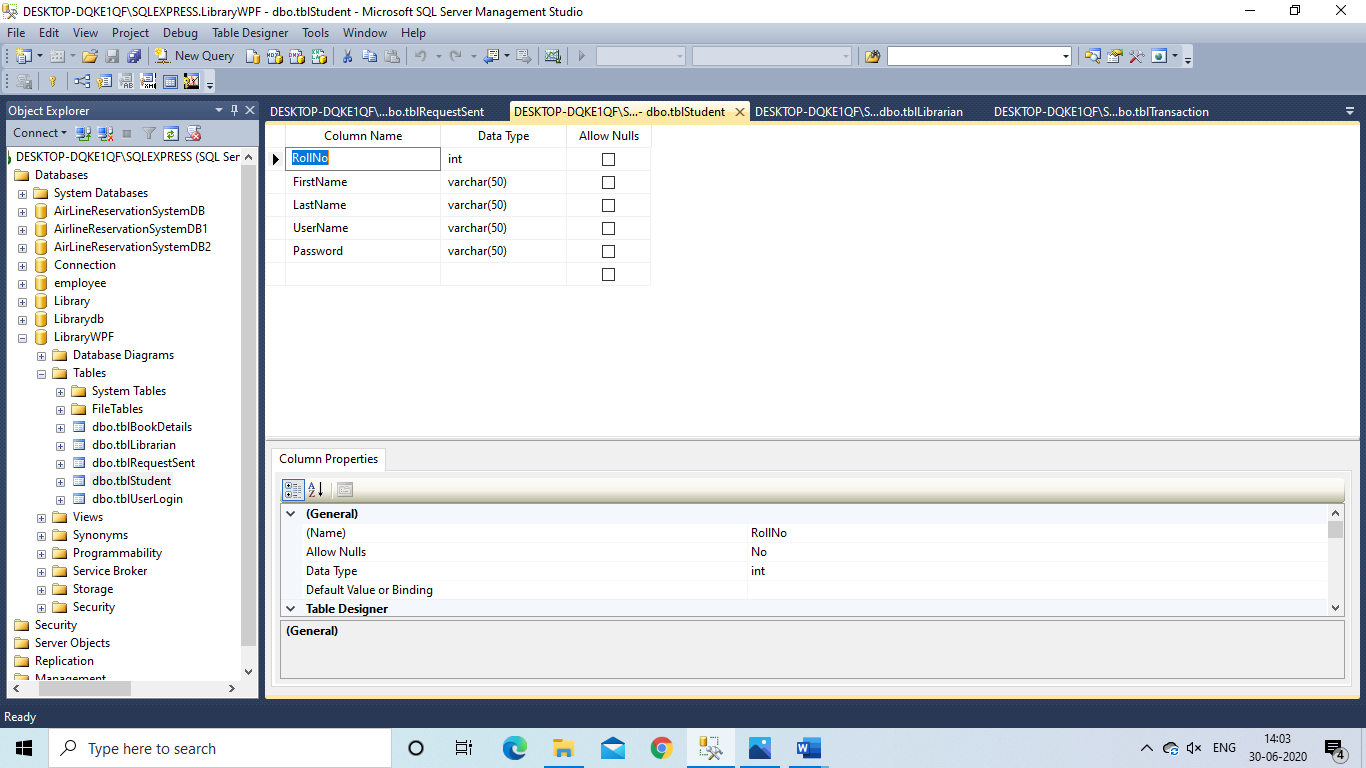 DESKTOP-DQKE1QF\SQLEXPRESS.LibraryWPF - dbo.tblStudent - Microsoft SQL Server Management Studio
File Edit View Project Debug Table Designer Tools Window Help
New Query
Object Explorer
Connect
DESKTOP-DQKE1QF\SQLEXPRESS (SQL Ser
Databases
System Databases
AirLineReservationSystemDB
AirlineReservationSystemDB1
AirLineReservationSystemDB2
Connection
employee
Library
Librarydb
LibraryWPF
Database Diagrams
Tables
System Tables
FileTables
dbo.tblBookDetails
dbo.tblLibrarian
dbo.tblRequestSent
dbo.tblStudent
dbo.tblUserLogin
Views
Synonyms
Programmability
Service Broker
Storage
Security
Security
Server Objects
Replication
Management
DESKTOP-DQKE1QF\...bo.tblRequestSent DESKTOP-DQKE1QF\S...- dbo.tblStudent DESKTOP-DQKE1QF\S...dbo.tblLibrarian DESKTOP-DQKE1QF\S...bo.tblTransaction
Column Name Data Type Allow Nulls
RollNo int
FirstName varchar(50)
LastName varchar(50)
UserName varchar(50)
Password varchar(50)
Column Properties
(General)
(Name) RollNo
Allow Nulls No
Data Type int
Default Value or Binding
Table Designer
(General)
Ready
Type here to search
ENG
14:03
30-06-2020
4